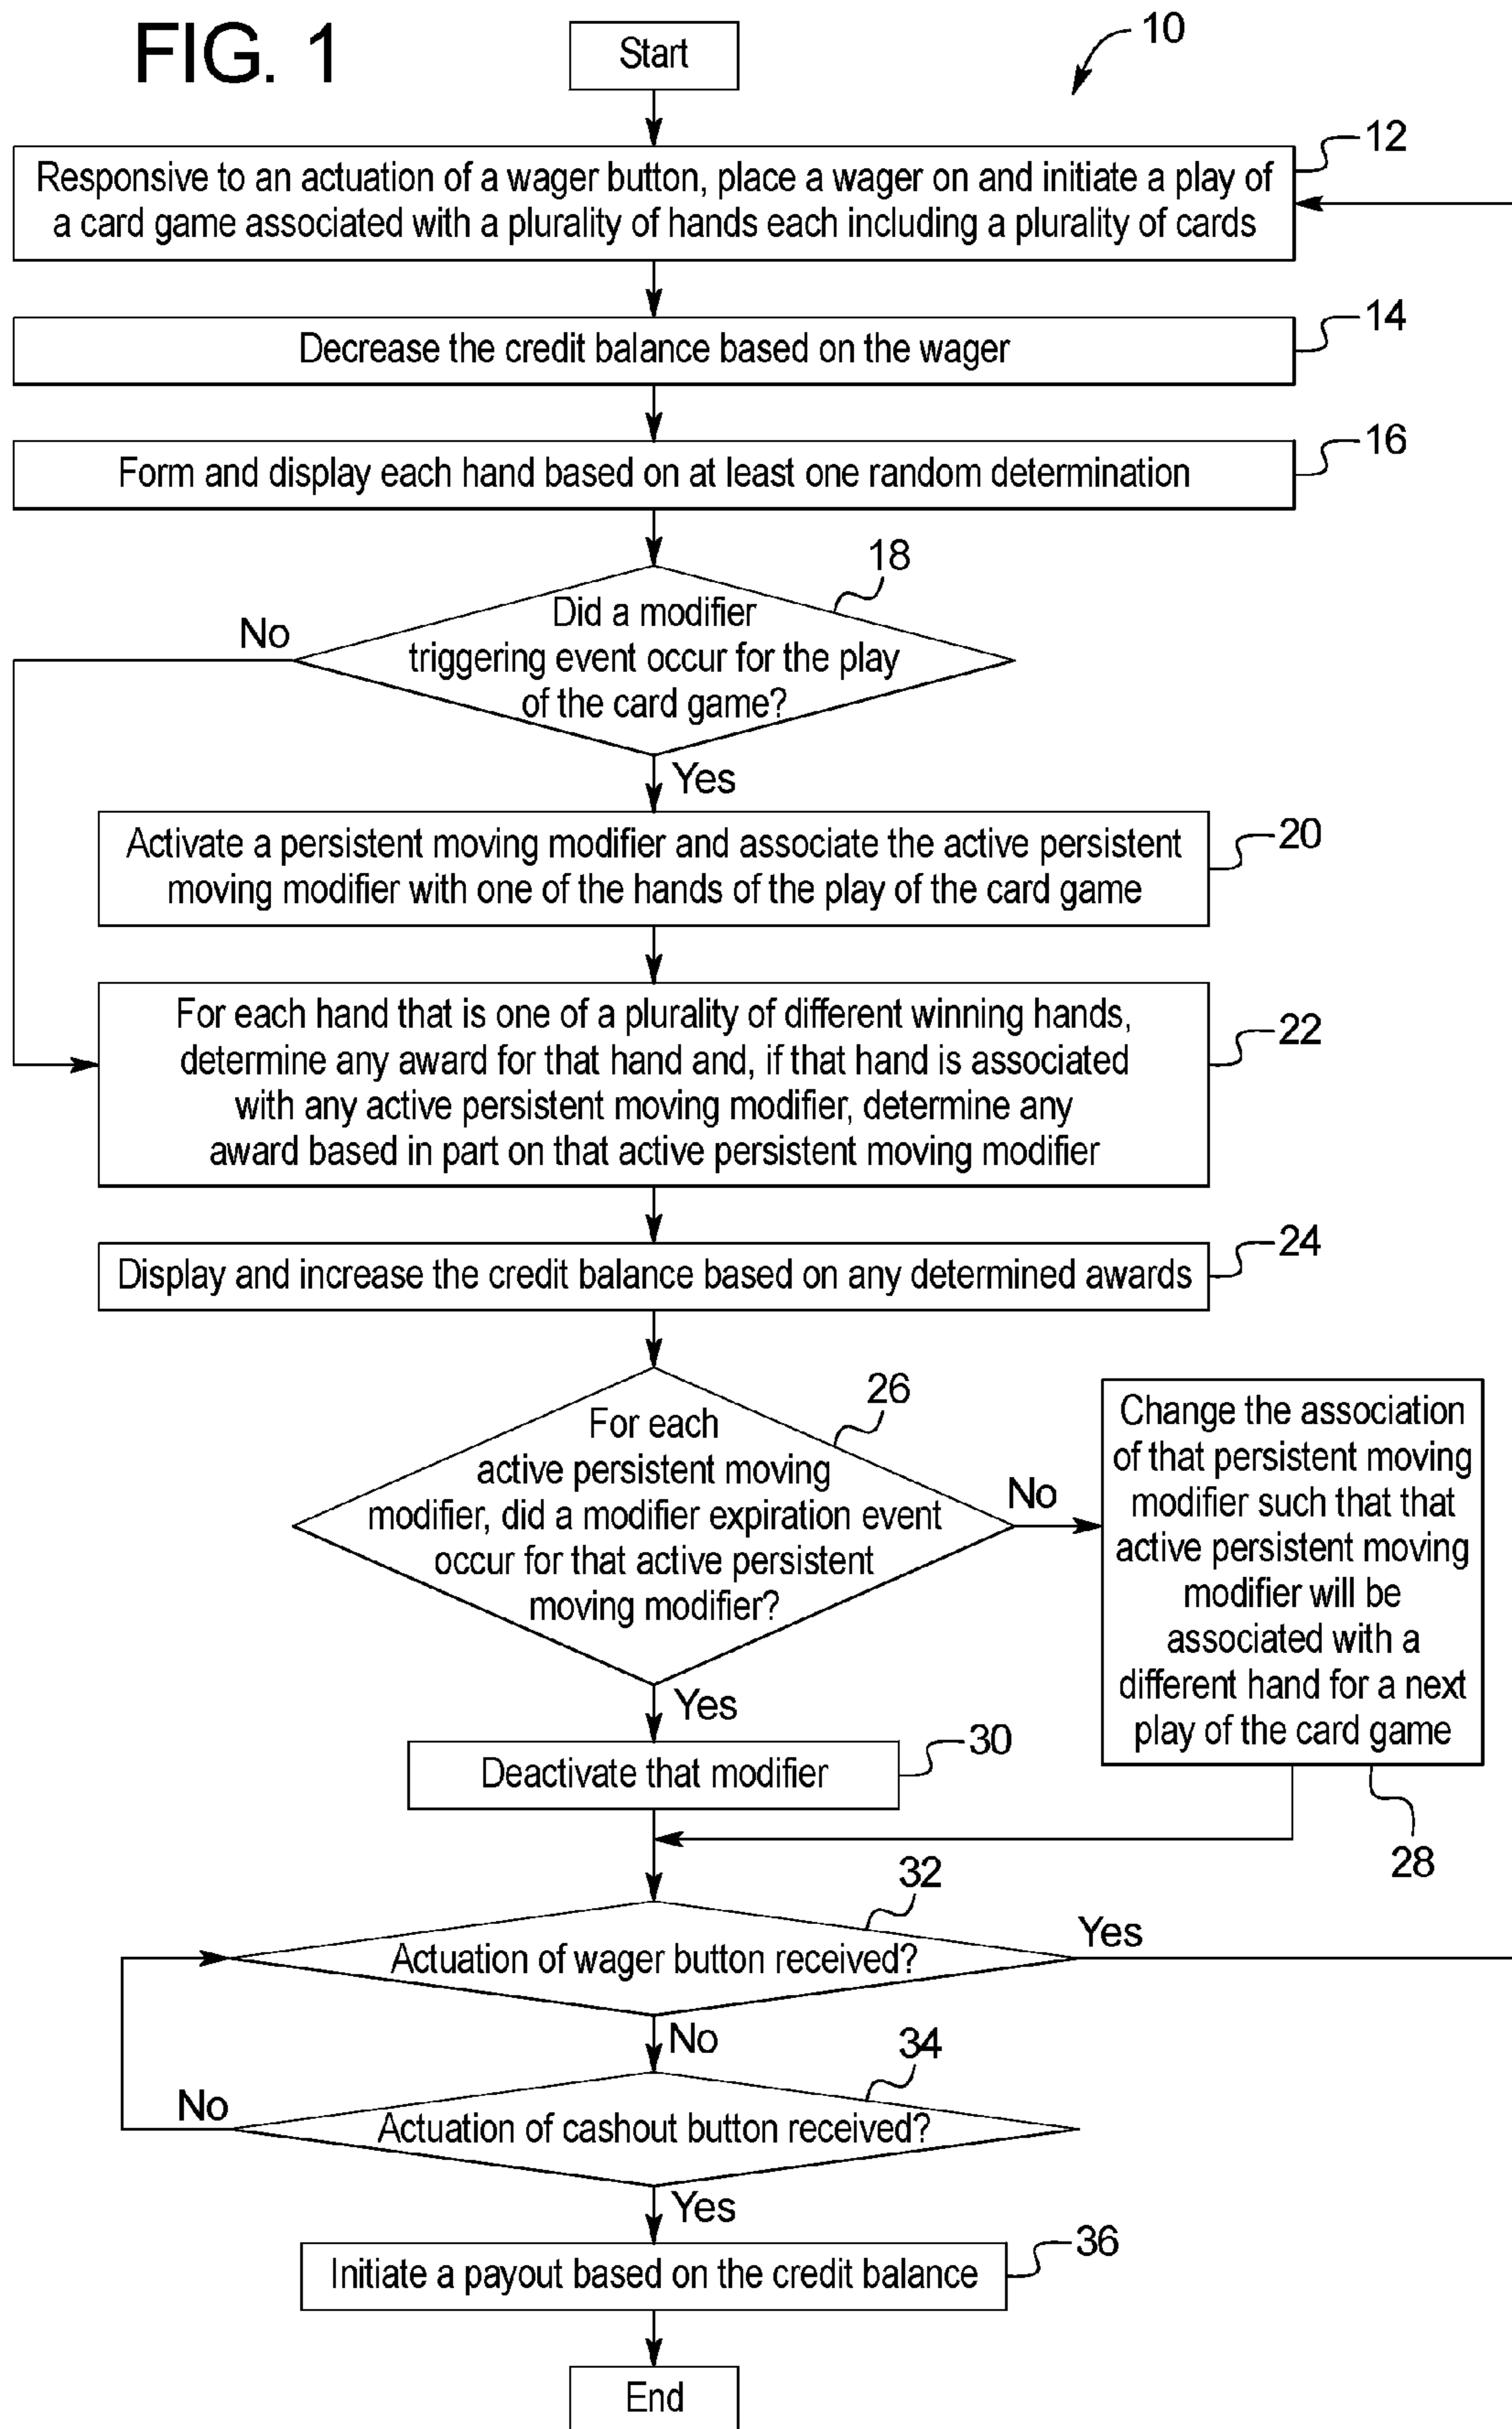 FIG. 1
Start
10
Responsive to an actuation of a wager button, place a wager on and initiate a play of
a card game associated with a plurality of hands each including a plurality of cards
12
Decrease the credit balance based on the wager
14
Form and display each hand based on at least one random determination
16
Did a modifier
triggering event occur for the play
of the card game?
18
No
Yes
Activate a persistent moving modifier and associate the active persistent
moving modifier with one of the hands of the play of the card game
20
For each hand that is one of a plurality of different winning hands,
determine any award for that hand and, if that hand is associated
with any active persistent moving modifier, determine any
award based in part on that active persistent moving modifier
22
Display and increase the credit balance based on any determined awards
24
For each
active persistent moving
modifier, did a modifier expiration event
occur for that active persistent
moving modifier?
26
No
Change the association
of that persistent moving
modifier such that that
active persistent moving
modifier will be
associated with a
different hand for a next
play of the card game
28
Yes
Deactivate that modifier
30
Actuation of wager button received?
32
Yes
No
Actuation of cashout button received?
34
No
Yes
Initiate a payout based on the credit balance
36
End